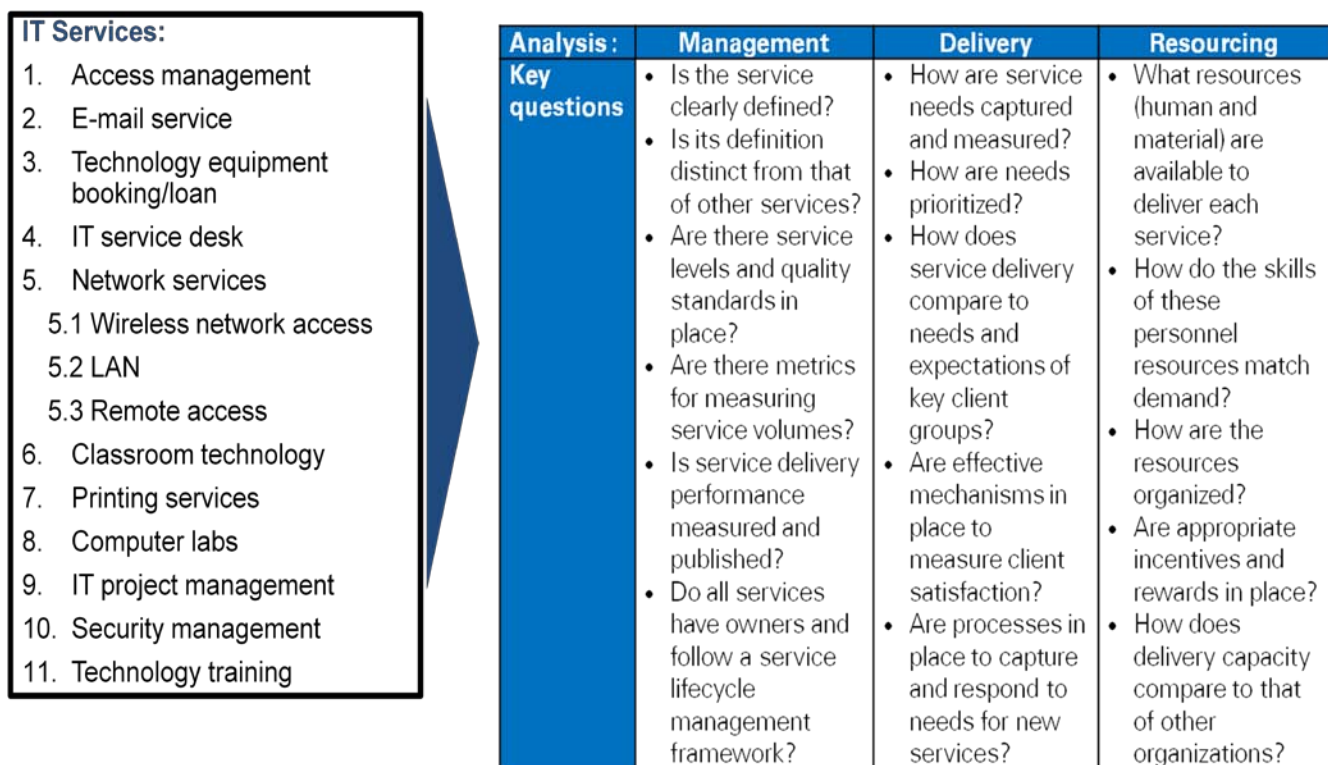 IT Services:
1. Access management
2. E-mail service
3. Technology equipment
booking/loan
4. IT service desk
5. Network services
5.1 Wireless network access
5.2 LAN
5.3 Remote access
6. Classroom technology
7. Printing services
8. Computer labs
9. IT project management
10. Security management
11. Technology training
Analysis: Management Delivery Resourcing
Key
questions
• Is the service
clearly defined?
• Is its definition
distinct from that
of other services?
• Are there service
levels and quality
standards in
place?
• Are there metrics
for measuring
service volumes?
• Is service delivery
performance
measured and
published?
• Do all services
have owners and
follow a service
lifecycle
management
framework?
• How are service
needs captured
and measured?
• How are needs
prioritized?
• How does
service delivery
compare to
needs and
expectations of
key client
groups?
• Are effective
mechanisms in
place to
measure client
satisfaction?
• Are processes in
place to capture
and respond to
needs for new
services?
• What resources
(human and
material) are
available to
deliver each
service?
• How do the skills
of these
personnel
resources match
demand?
• How are the
resources
organized?
• Are appropriate
incentives and
rewards in place?
• How does
delivery capacity
compare to that
of other
organizations?